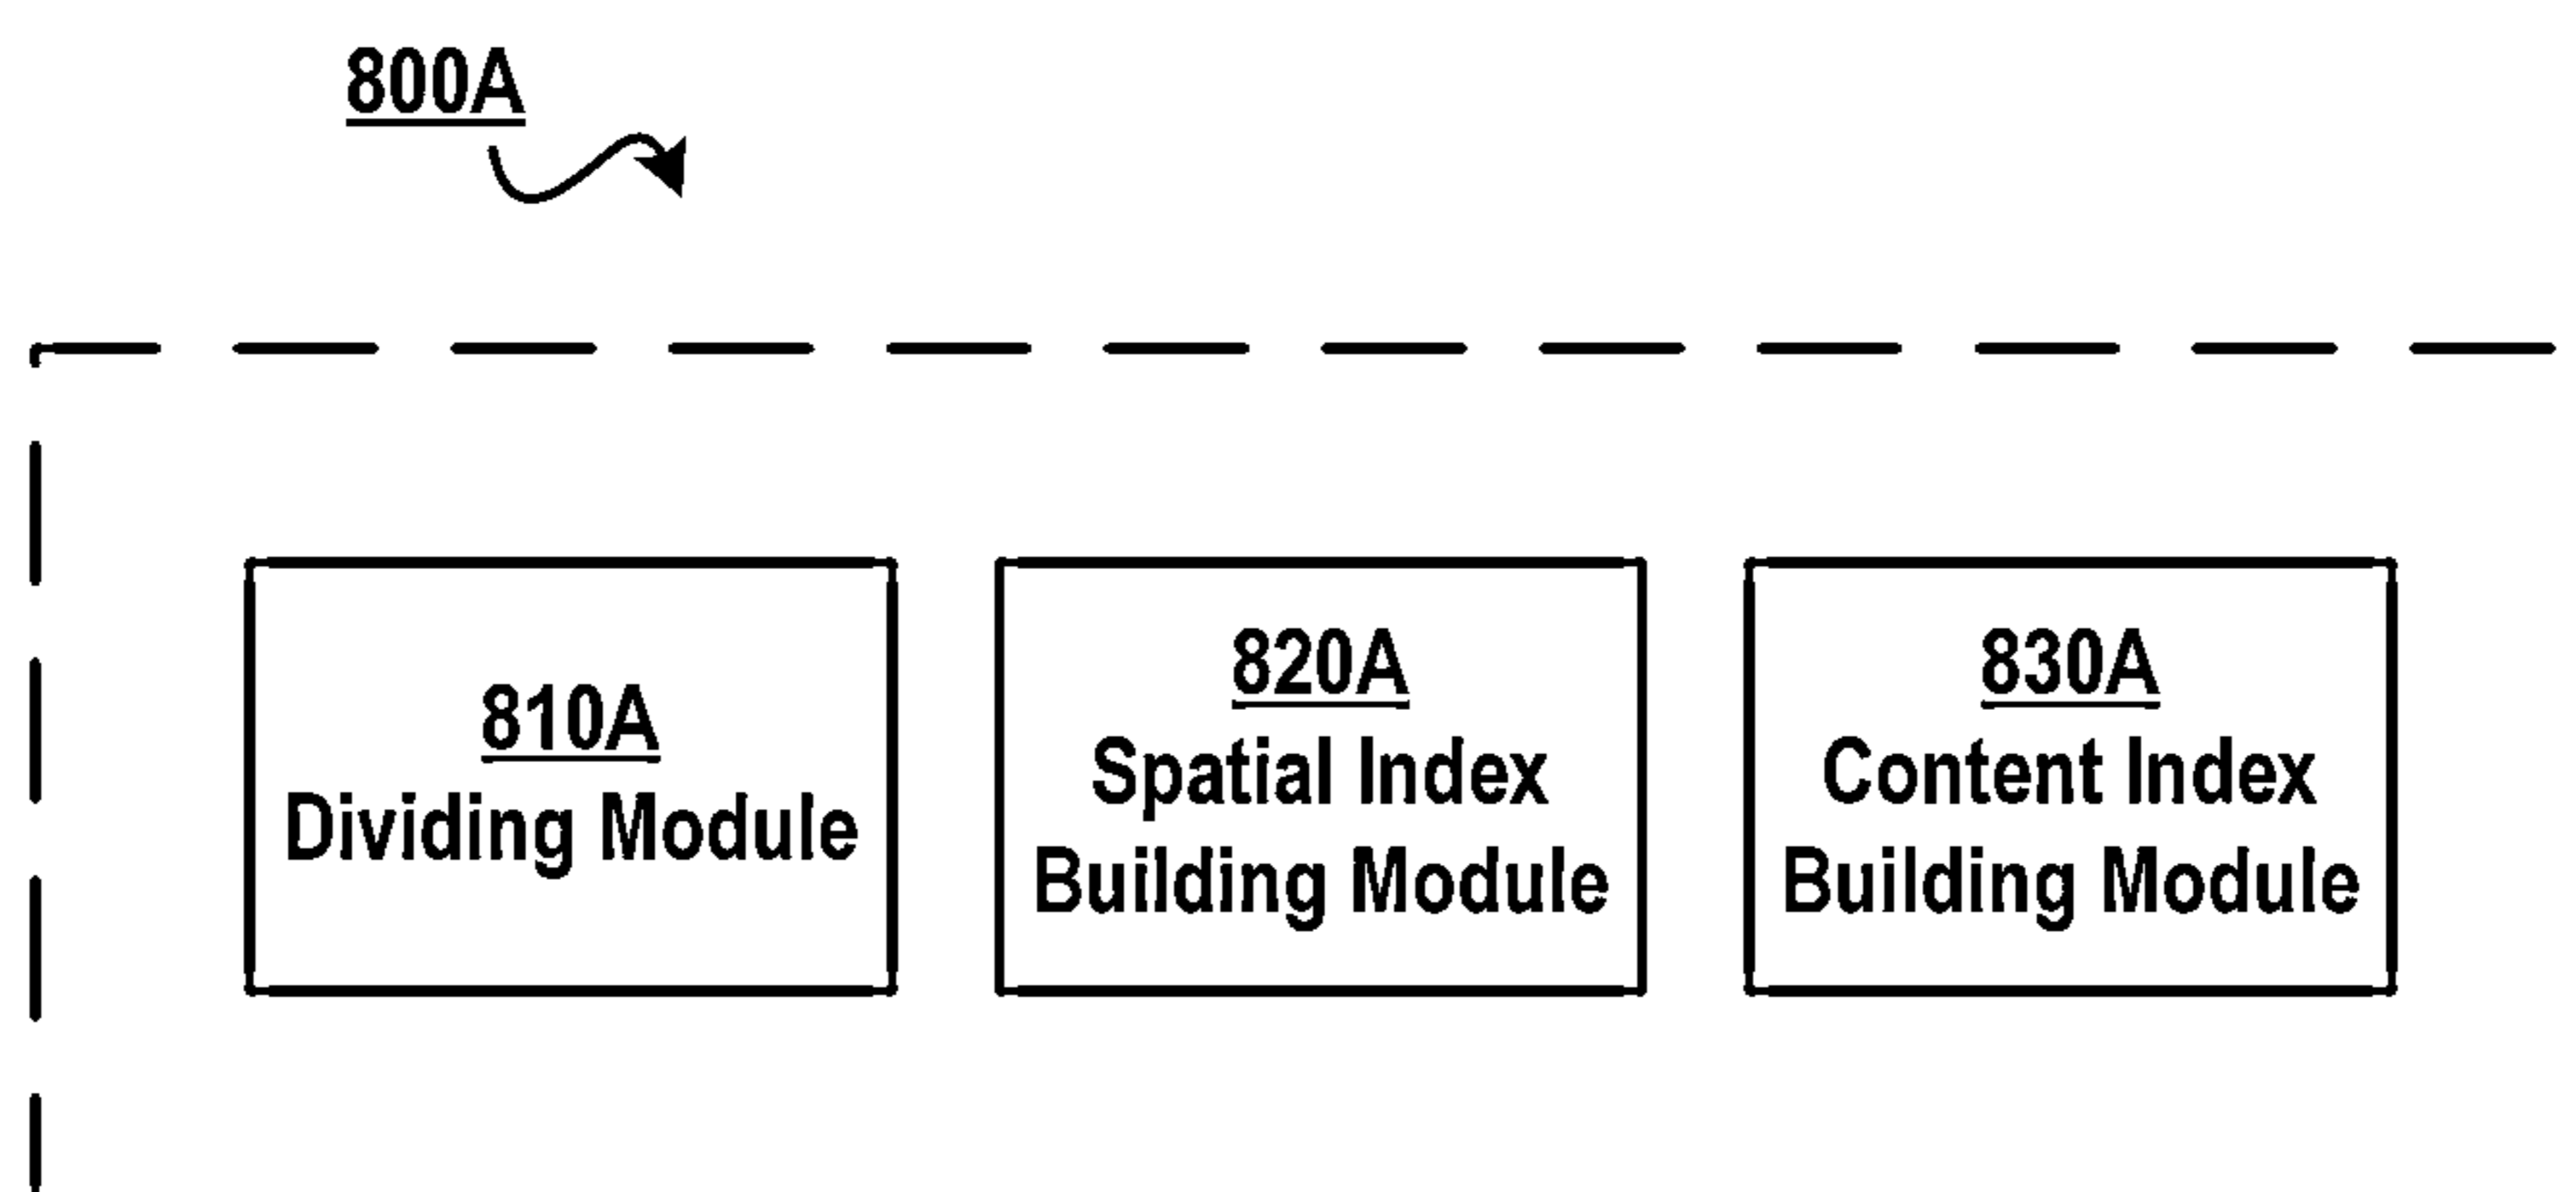 800A
810A
Dividing Module
820A
Spatial Index
Building Module
830A
Content Index
Building Module